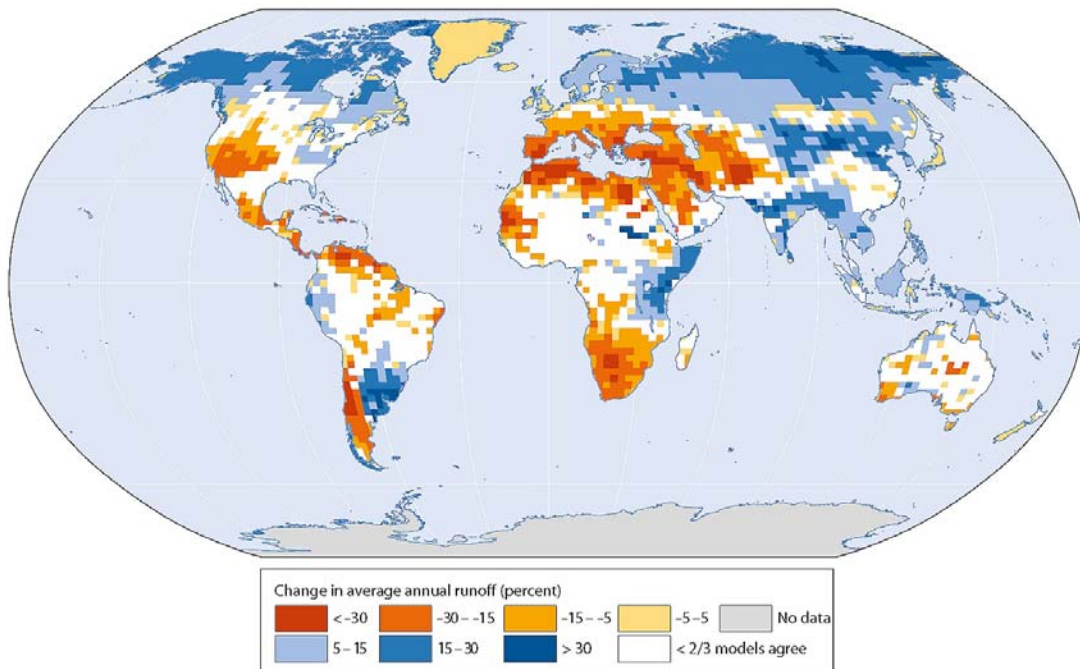 Change in average annual runoff (percent)
< -30 -30 – -15 -15 – -5 -5 – 5 No data
5 – 15 15 – 30 > 30 < 2/3 models agree